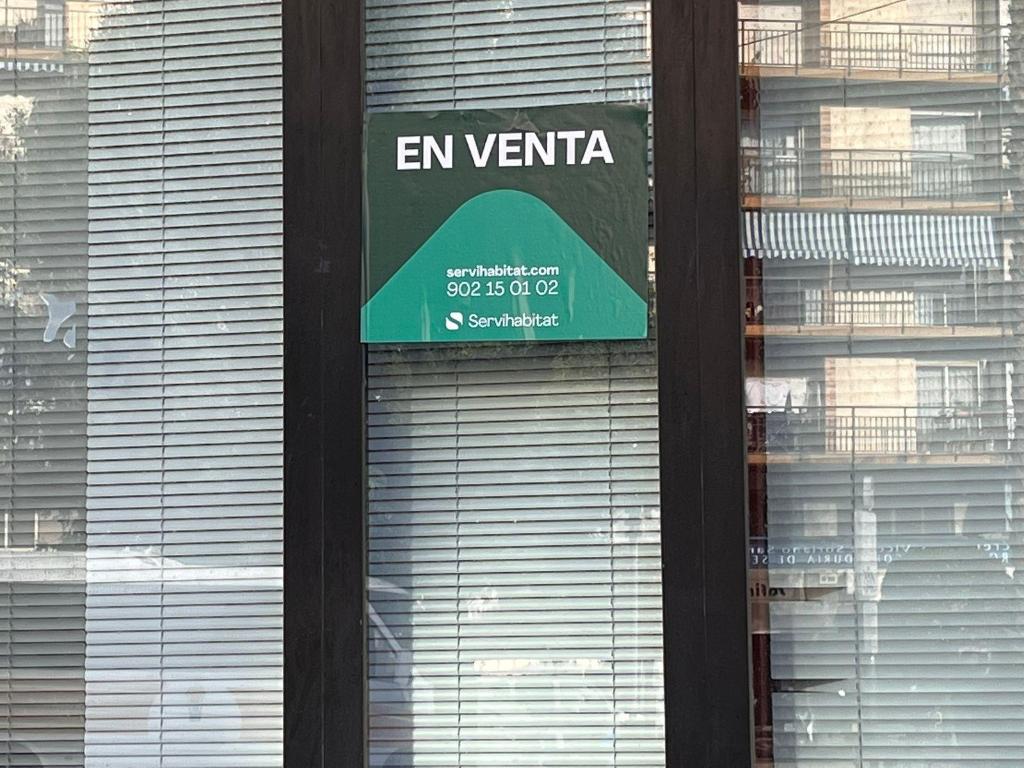 EN VENTA
servihabitat.com
902 15 01 02
Servihabitat